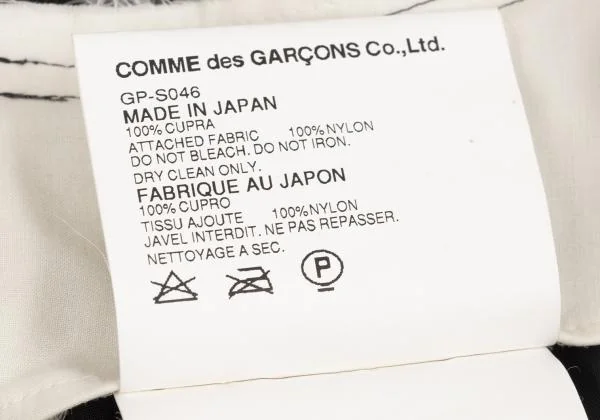 COMME des GARÇONS Co.,Ltd.
GP-S046
MADE IN JAPAN
100% CUPRA
ATTACHED FABRIC 100% NYLON
DO NOT BLEACH. DO NOT IRON.
DRY CLEAN ONLY.
FABRIQUE AU JAPON
100% CUPRO
TISSU AJOUTE 100% NYLON
JAVEL INTERDIT. NE PAS REPASSER.
NETTOYAGE A SEC.
P